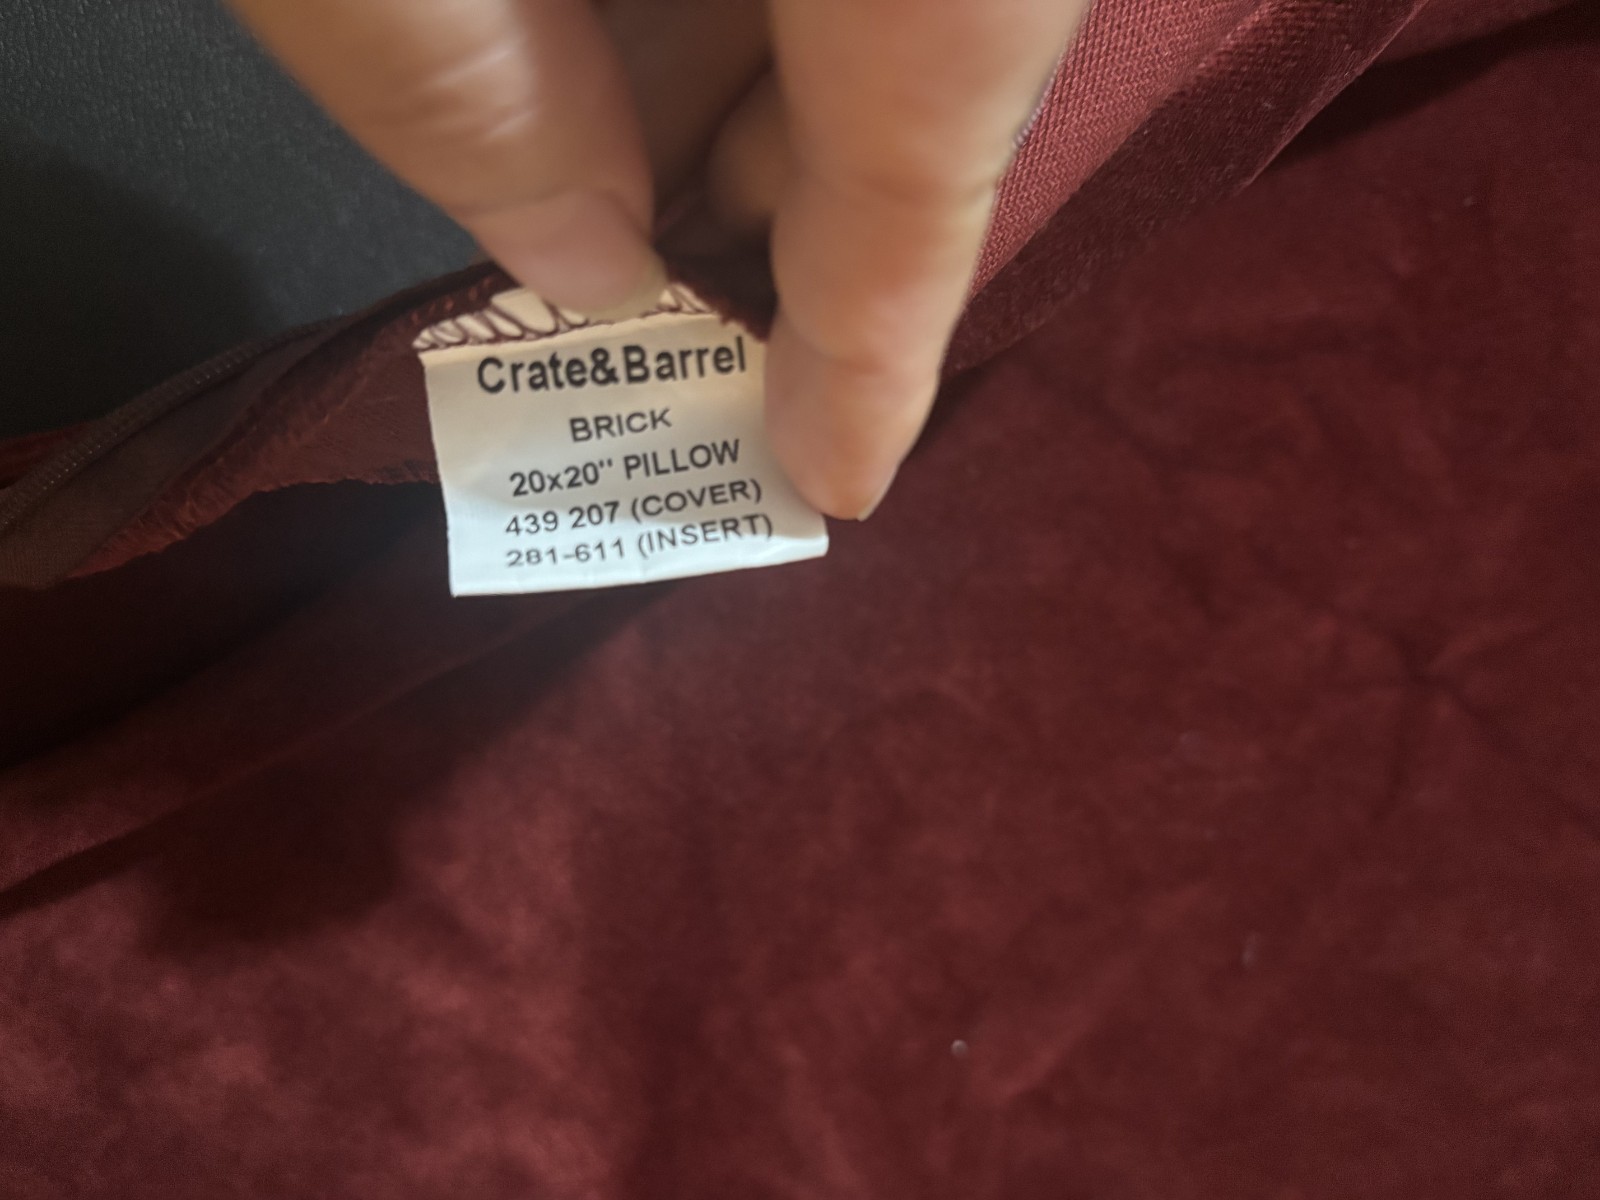 Crate&Barrel
BRICK
20x20" PILLOW
439 207 (COVER)
281-611 (INSERT)